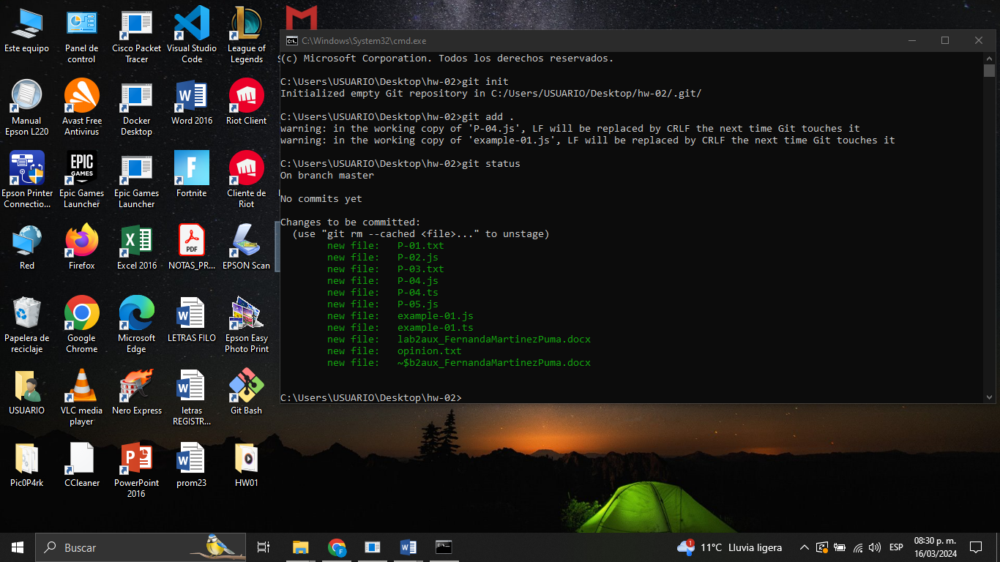 Este equipo
Panel de control
Cisco Packet Tracer
Visual Studio Code
League of Legends
Manual Epson L220
Avast Free Antivirus
Docker Desktop
Word 2016
Riot Client
Epson Printer Connectio...
EPIC GAMES
Epic Games Launcher
Epic Games Launcher
Fortnite
Cliente de Riot
Red
Firefox
Excel 2016
PDF
NOTAS_PR...
EPSON Scan
Papelera de reciclaje
Google Chrome
Microsoft Edge
LETRAS FILO
Epson Easy Photo Print
USUARIO
VLC media player
Nero Express
letras REGISTR...
Git Bash
Pic0P4rk
CCleaner
PowerPoint 2016
prom23
HW01
C:\Windows\System32\cmd.exe
(c) Microsoft Corporation. Todos los derechos reservados.
C:\Users\USUARIO\Desktop\hw-02>git init
Initialized empty Git repository in C:/Users/USUARIO/Desktop/hw-02/.git/
C:\Users\USUARIO\Desktop\hw-02>git add .
warning: in the working copy of 'P-04.js', LF will be replaced by CRLF the next time Git touches it
warning: in the working copy of 'example-01.js', LF will be replaced by CRLF the next time Git touches it
C:\Users\USUARIO\Desktop\hw-02>git status
On branch master
No commits yet
Changes to be committed:
(use "git rm --cached <file>..." to unstage)
new file:   P-01.txt
new file:   P-02.js
new file:   P-03.txt
new file:   P-04.js
new file:   P-04.ts
new file:   P-05.js
new file:   example-01.js
new file:   example-01.ts
new file:   lab2aux_FernandaMartinezPuma.docx
new file:   opinion.txt
new file:   ~$b2aux_FernandaMartinezPuma.docx
C:\Users\USUARIO\Desktop\hw-02>
Buscar
1
11°C Lluvia ligera
ESP
08:30 p. m.
16/03/2024